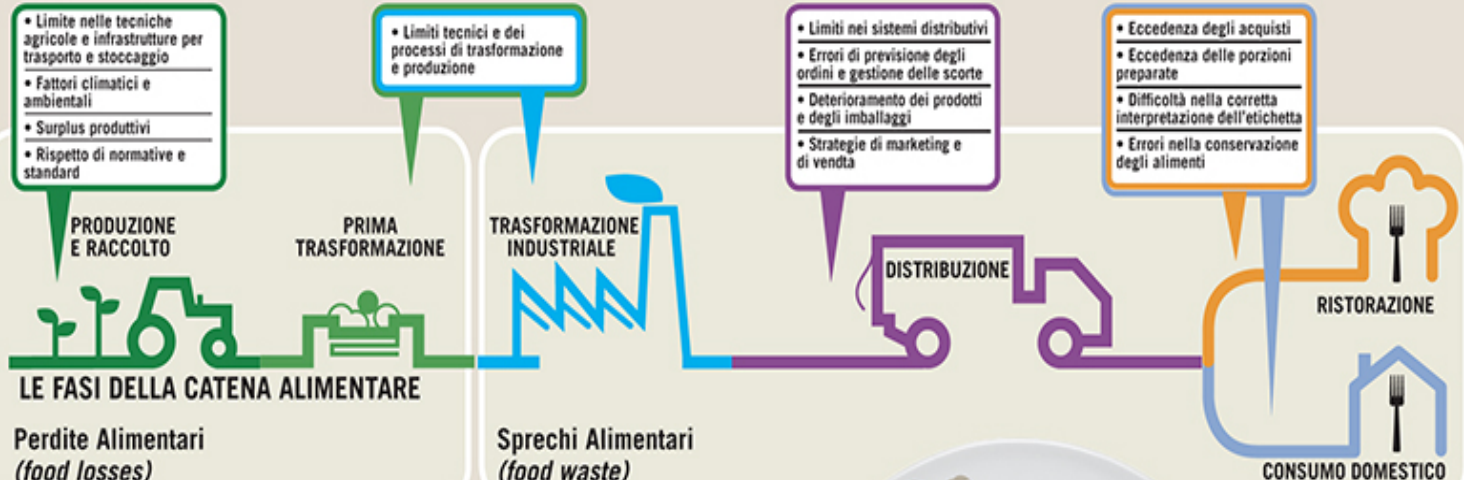 • Limite nelle tecniche
agricole e infrastrutture per
trasporto e stoccaggio
• Fattori climatici e
ambientali
• Surplus produttivi
• Rispetto di normative e
standard
• Limiti tecnici e dei
processi di trasformazione
e produzione
• Limiti nei sistemi distributivi
• Errori di previsione degli
ordini e gestione delle scorte
• Deterioramento dei prodotti
e degli imballaggi
• Strategie di marketing e
di vendta
• Eccedenza degli acquisti
• Eccedenza delle porzioni
preparate
• Difficoltà nella corretta
interpretazione dell'etichetta
• Errori nella conservazione
degli alimenti
PRODUZIONE
E RACCOLTO
PRIMA
TRASFORMAZIONE
TRASFORMAZIONE
INDUSTRIALE
DISTRIBUZIONE
RISTORAZIONE
CONSUMO DOMESTICO
LE FASI DELLA CATENA ALIMENTARE
Perdite Alimentari
(food losses)
Sprechi Alimentari
(food waste)